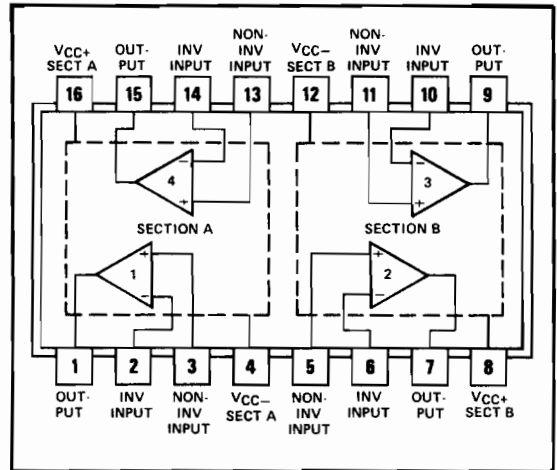 VCC+ SECT A
OUT-PUT
INV INPUT
NON-INV INPUT
VCC− SECT B
NON-INV INPUT
INV INPUT
OUT-PUT
16 15 14 13 12 11 10 9
− 4 +
− 3 +
SECTION A SECTION B
+ 1 −
+ 2 −
1 2 3 4 5 6 7 8
OUT-PUT
INV INPUT
NON-INV INPUT
VCC− SECT A
NON-INV INPUT
INV INPUT
OUT-PUT
VCC+ SECT B